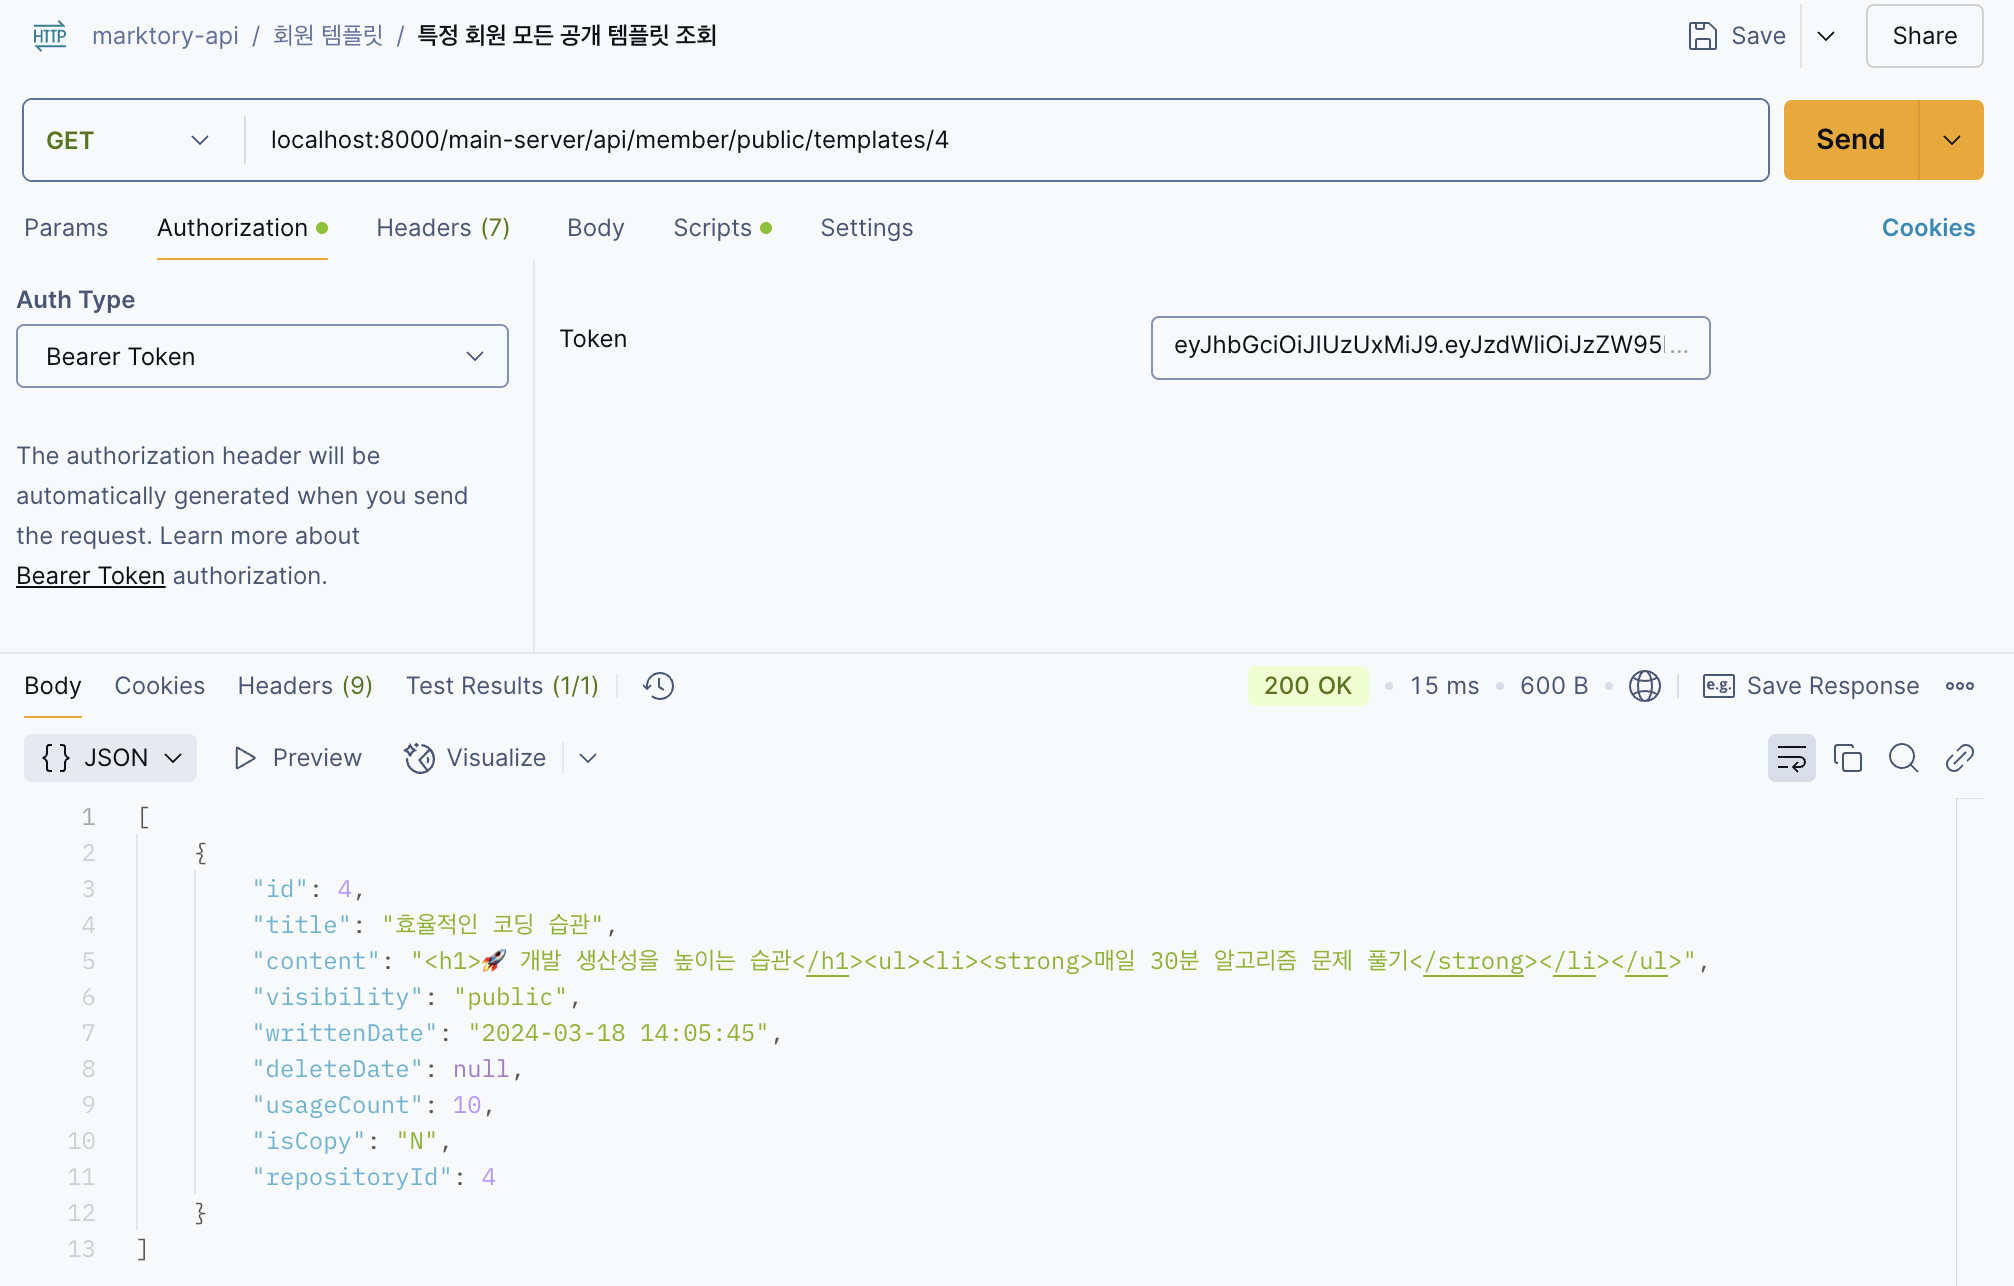 HTTP marktory-api / 회원 템플릿 / 특정 회원 모든 공개 템플릿 조회 Save Share
GET localhost:8000/main-server/api/member/public/templates/4 Send
Params Authorization Headers (7) Body Scripts Settings Cookies
Auth Type
Bearer Token
Token eyJhbGciOiJIUzUxMiJ9.eyJzdWIiOiJzZW95...
The authorization header will be
automatically generated when you send
the request. Learn more about
Bearer Token authorization.
Body Cookies Headers (9) Test Results (1/1) 200 OK • 15 ms • 600 B • e.g. Save Response
{} JSON Preview Visualize
1 [
2 {
3 "id": 4,
4 "title": "효율적인 코딩 습관",
5 "content": "<h1>🚀 개발 생산성을 높이는 습관</h1><ul><li><strong>매일 30분 알고리즘 문제 풀기</strong></li></ul>",
6 "visibility": "public",
7 "writtenDate": "2024-03-18 14:05:45",
8 "deleteDate": null,
9 "usageCount": 10,
10 "isCopy": "N",
11 "repositoryId": 4
12 }
13 ]